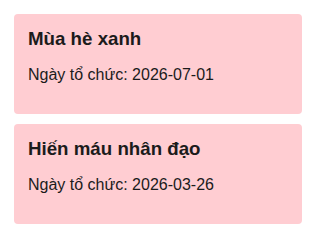 Mùa hè xanh
Ngày tổ chức: 2026-07-01
Hiến máu nhân đạo
Ngày tổ chức: 2026-03-26